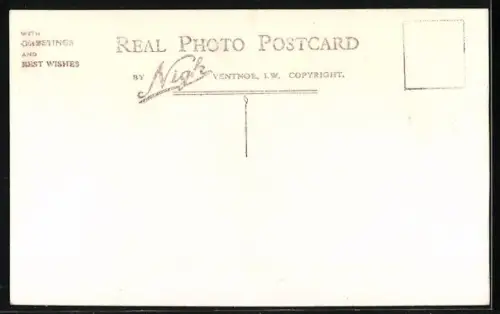 WITH
GREETINGS
AND
BEST WISHES
REAL PHOTO POSTCARD
BY Nigh VENTNOR, I.W. COPYRIGHT.